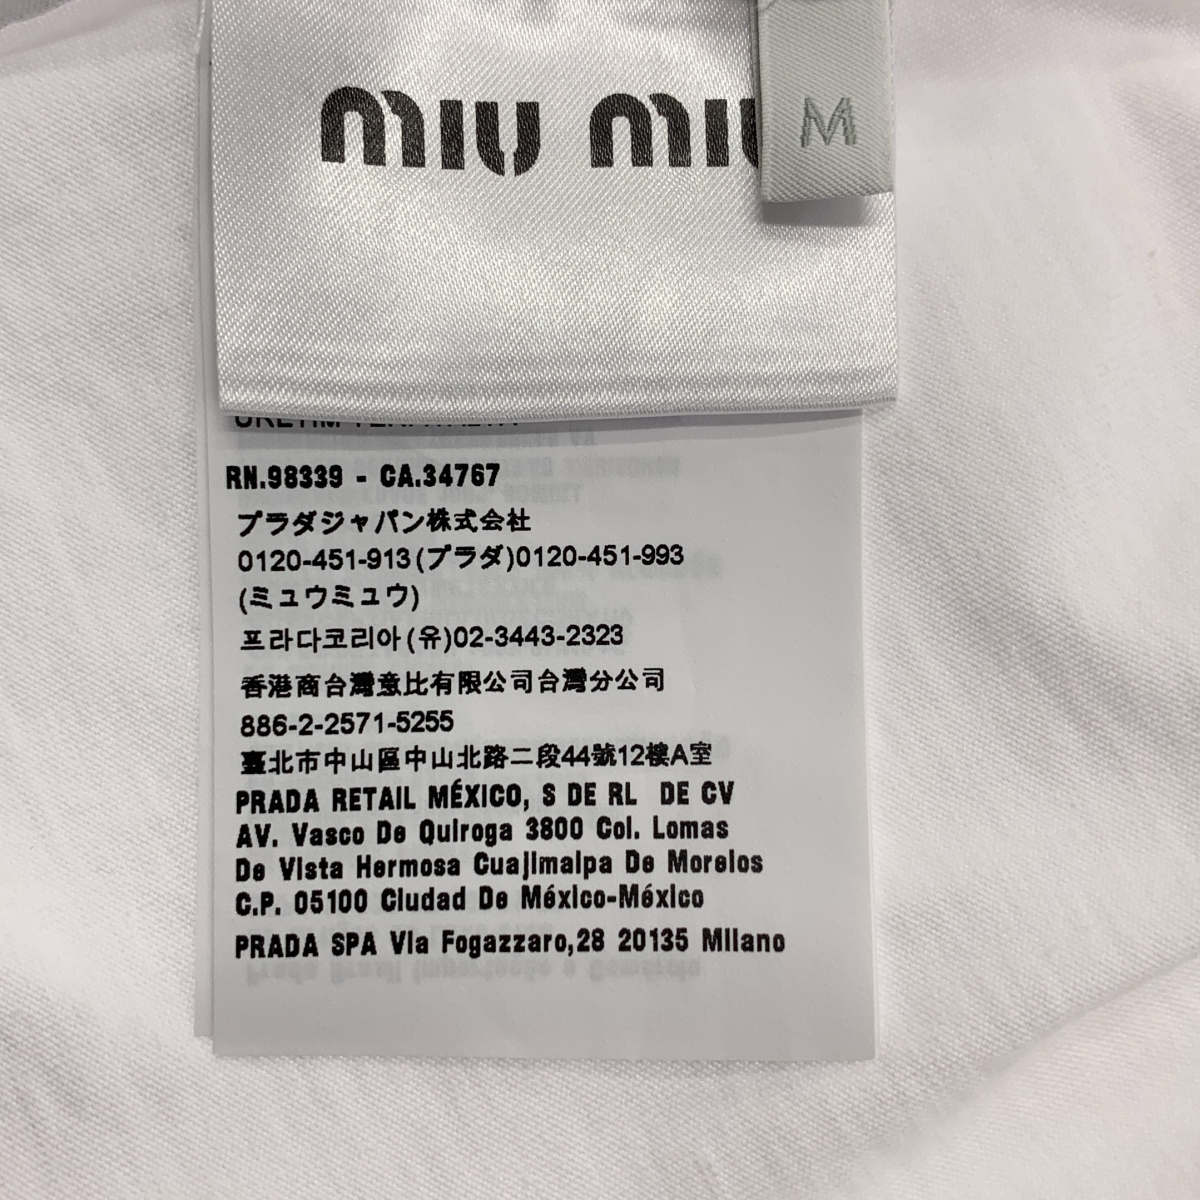 miu miu
M
RN.98339 - CA.34767
プラダジャパン株式会社
0120-451-913(プラダ)0120-451-993
(ミュウミュウ)
프라다코리아(유)02-3443-2323
香港商台灣意比有限公司台灣分公司
886-2-2571-5255
臺北市中山區中山北路二段44號12樓A室
PRADA RETAIL MÉXICO, S DE RL DE CV
AV. Vasco De Quiroga 3800 Col. Lomas
De Vista Hermosa Cuajimalpa De Morelos
C.P. 05100 Ciudad De México-México
PRADA SPA Via Fogazzaro,28 20135 Milano